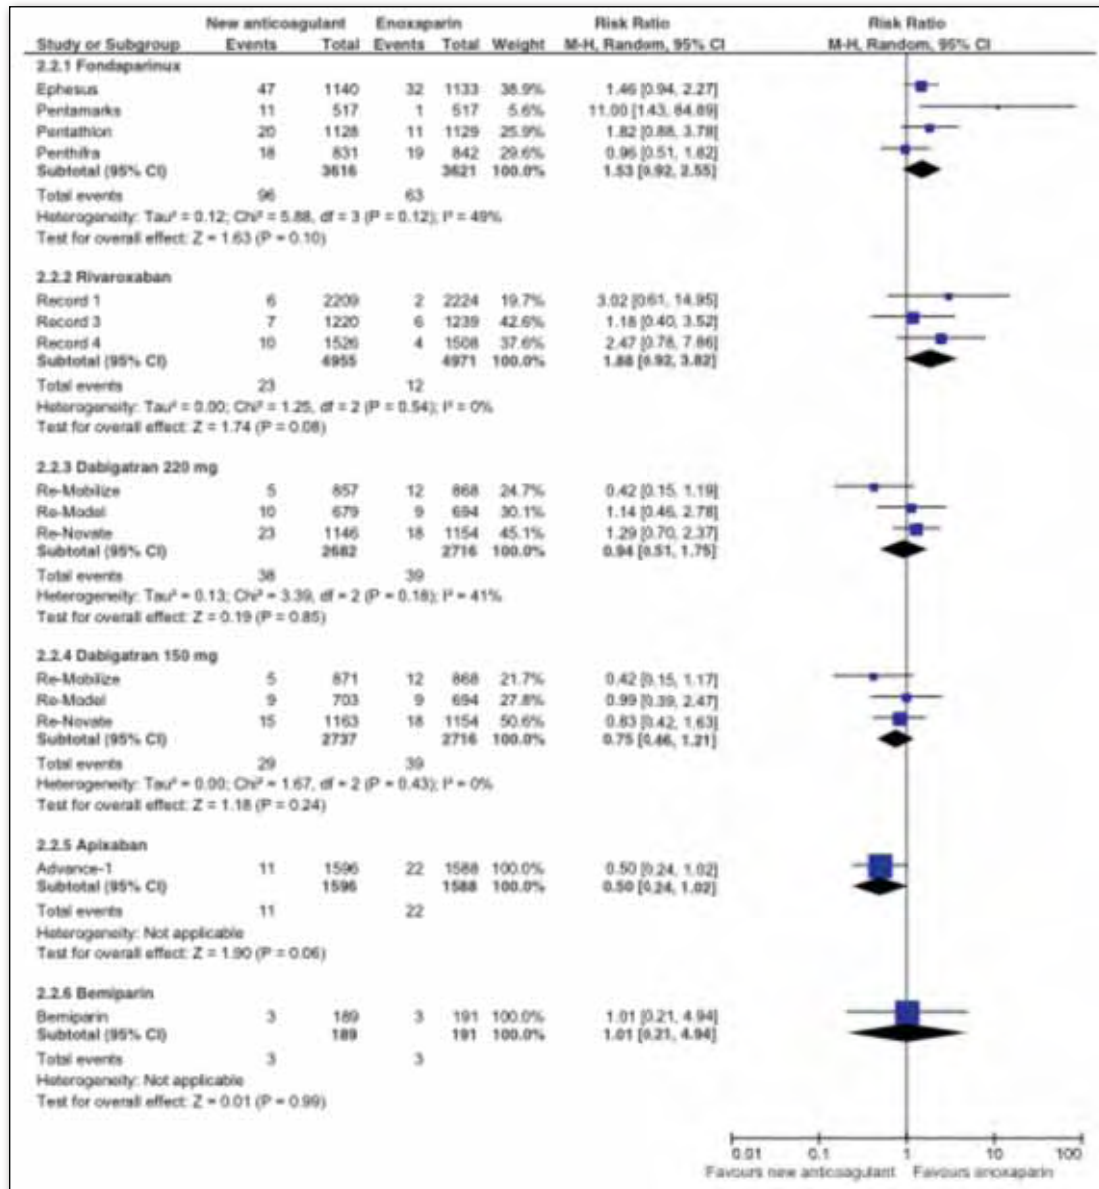 New anticoagulant Enoxaparin Risk Ratio Risk Ratio
Study or Subgroup Events Total Events Total Weight M-H, Random, 95% CI M-H, Random, 95% CI
2.2.1 Fondaparinux
Ephesus 47 1140 32 1133 38.9% 1.46 [0.94, 2.27]
Pentamarks 11 517 1 517 5.6% 11.00 [1.43, 84.89]
Pentathlon 20 1128 11 1129 25.9% 1.82 [0.88, 3.78]
Penthifra 18 831 19 842 29.6% 0.96 [0.51, 1.82]
Subtotal (95% CI) 3616 3621 100.0% 1.53 [0.92, 2.55]
Total events 96 63
Heterogeneity: Tau² = 0.12; Chi² = 5.88, df = 3 (P = 0.12); I² = 49%
Test for overall effect: Z = 1.63 (P = 0.10)
2.2.2 Rivaroxaban
Record 1 6 2209 2 2224 19.7% 3.02 [0.61, 14.95]
Record 3 7 1220 6 1239 42.6% 1.18 [0.40, 3.52]
Record 4 10 1526 4 1508 37.6% 2.47 [0.78, 7.86]
Subtotal (95% CI) 4955 4971 100.0% 1.88 [0.92, 3.82]
Total events 23 12
Heterogeneity: Tau² = 0.00; Chi² = 1.25, df = 2 (P = 0.54); I² = 0%
Test for overall effect: Z = 1.74 (P = 0.08)
2.2.3 Dabigatran 220 mg
Re-Mobilize 5 857 12 868 24.7% 0.42 [0.15, 1.19]
Re-Model 10 679 9 694 30.1% 1.14 [0.46, 2.78]
Re-Novate 23 1146 18 1154 45.1% 1.29 [0.70, 2.37]
Subtotal (95% CI) 2682 2716 100.0% 0.94 [0.51, 1.75]
Total events 38 39
Heterogeneity: Tau² = 0.13; Chi² = 3.39, df = 2 (P = 0.18); I² = 41%
Test for overall effect: Z = 0.19 (P = 0.85)
2.2.4 Dabigatran 150 mg
Re-Mobilize 5 871 12 868 21.7% 0.42 [0.15, 1.17]
Re-Model 9 703 9 694 27.8% 0.99 [0.39, 2.47]
Re-Novate 15 1163 18 1154 50.6% 0.83 [0.42, 1.63]
Subtotal (95% CI) 2737 2716 100.0% 0.75 [0.46, 1.21]
Total events 29 39
Heterogeneity: Tau² = 0.00; Chi² = 1.67, df = 2 (P = 0.43); I² = 0%
Test for overall effect: Z = 1.18 (P = 0.24)
2.2.5 Apixaban
Advance-1 11 1596 22 1588 100.0% 0.50 [0.24, 1.02]
Subtotal (95% CI) 1596 1588 100.0% 0.50 [0.24, 1.02]
Total events 11 22
Heterogeneity: Not applicable
Test for overall effect: Z = 1.90 (P = 0.06)
2.2.6 Bemiparin
Bemiparin 3 189 3 191 100.0% 1.01 [0.21, 4.94]
Subtotal (95% CI) 189 191 100.0% 1.01 [0.21, 4.94]
Total events 3 3
Heterogeneity: Not applicable
Test for overall effect: Z = 0.01 (P = 0.99)
0.01 0.1 1 10 100
Favours new anticoagulant Favours enoxaparin